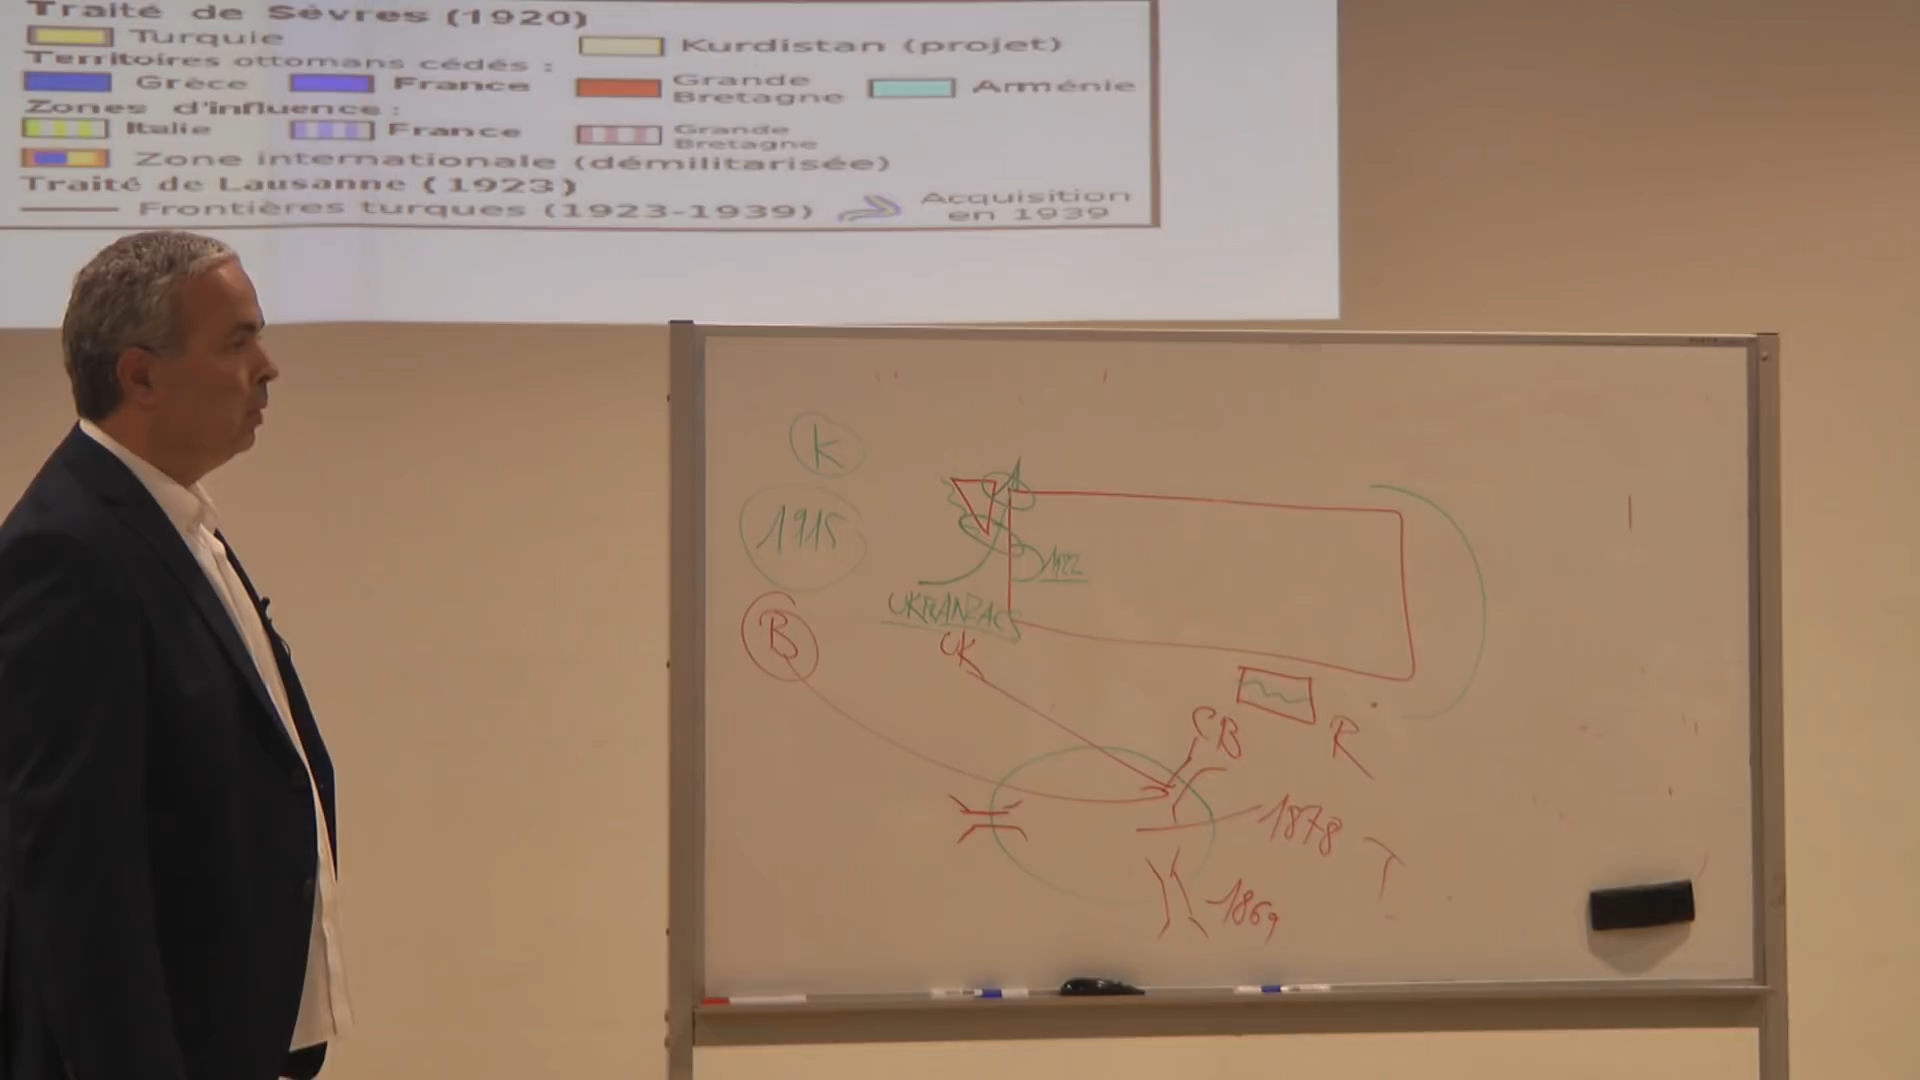 Traité de Sèvres (1920)
Turquie
Kurdistan (projet)
Territoires ottomans cédés :
Grèce
France
Grande Bretagne
Arménie
Zones d'influence :
Italie
France
Grande Bretagne
Zone internationale (démilitarisée)
Traité de Lausanne (1923)
Frontières turques (1923-1939)
Acquisition en 1939
K
1915
1922
UK
B
CB
R
1878
T
1869